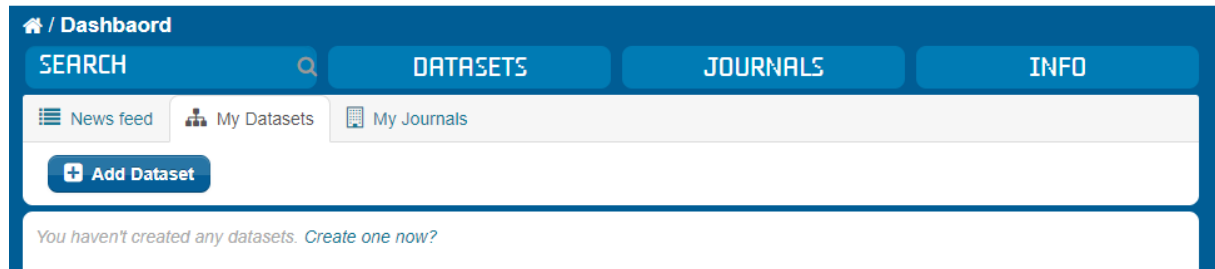 / Dashbaord
SEARCH DATASETS JOURNALS INFO
News feed My Datasets My Journals
Add Dataset
You haven't created any datasets. Create one now?